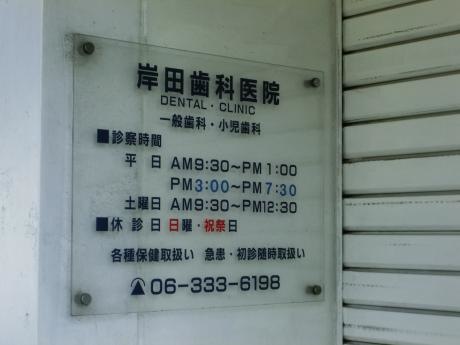 岸田歯科医院
DENTAL・CLINIC
一般歯科・小児歯科
■診察時間
平日 AM9:30~PM1:00
PM3:00~PM7:30
土曜日 AM9:30~PM12:30
■休診日 日曜・祝祭日
各種保健取扱い 急患・初診随時取扱い
06-333-6198